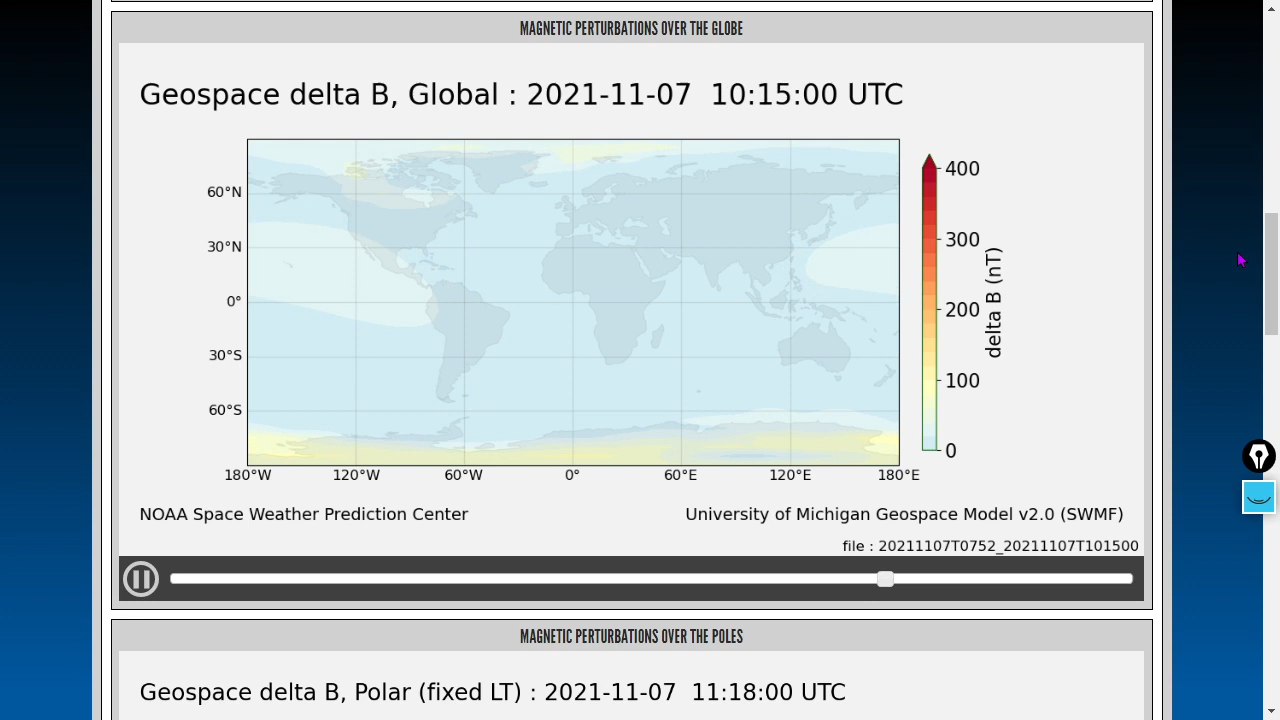 MAGNETIC PERTURBATIONS OVER THE GLOBE
Geospace delta B, Global : 2021-11-07 10:15:00 UTC
60°N
30°N
0°
30°S
60°S
180°W 120°W 60°W 0° 60°E 120°E 180°E
400
300
200
100
0
delta B (nT)
NOAA Space Weather Prediction Center
University of Michigan Geospace Model v2.0 (SWMF)
file : 20211107T0752_20211107T101500
MAGNETIC PERTURBATIONS OVER THE POLES
Geospace delta B, Polar (fixed LT) : 2021-11-07 11:18:00 UTC